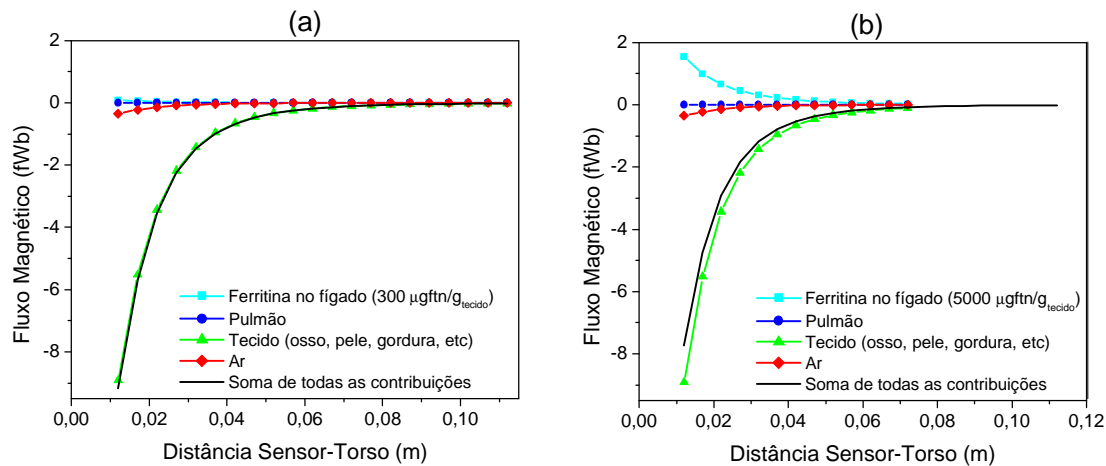 (a)
2
0
-2
-4
-6
-8
Fluxo Magnético (fWb)
Ferritina no fígado (300 μgftn/gtecido)
Pulmão
Tecido (osso, pele, gordura, etc)
Ar
Soma de todas as contribuições
0,00 0,02 0,04 0,06 0,08 0,10
Distância Sensor-Torso (m)
(b)
2
0
-2
-4
-6
-8
Fluxo Magnético (fWb)
Ferritina no fígado (5000 μgftn/gtecido)
Pulmão
Tecido (osso, pele, gordura, etc)
Ar
Soma de todas as contribuições
0,00 0,02 0,04 0,06 0,08 0,10 0,12
Distância Sensor-Torso (m)